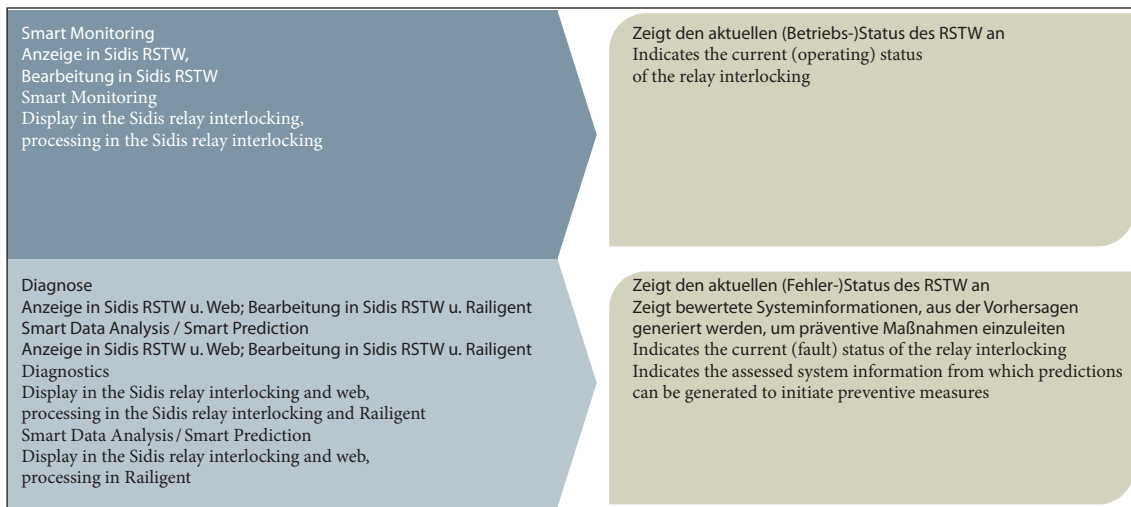 Smart Monitoring
Anzeige in Sidis RSTW,
Bearbeitung in Sidis RSTW
Smart Monitoring
Display in the Sidis relay interlocking,
processing in the Sidis relay interlocking
Zeigt den aktuellen (Betriebs-)Status des RSTW an
Indicates the current (operating) status
of the relay interlocking
Diagnose
Anzeige in Sidis RSTW u. Web; Bearbeitung in Sidis RSTW u. Railigent
Smart Data Analysis / Smart Prediction
Anzeige in Sidis RSTW u. Web; Bearbeitung in Sidis RSTW u. Railigent
Diagnostics
Display in the Sidis relay interlocking and web,
processing in the Sidis relay interlocking and Railigent
Smart Data Analysis / Smart Prediction
Display in the Sidis relay interlocking and web,
processing in Railigent
Zeigt den aktuellen (Fehler-)Status des RSTW an
Zeigt bewertete Systeminformationen, aus der Vorhersagen
generiert werden, um präventive Maßnahmen einzuleiten
Indicates the current (fault) status of the relay interlocking
Indicates the assessed system information from which predictions
can be generated to initiate preventive measures